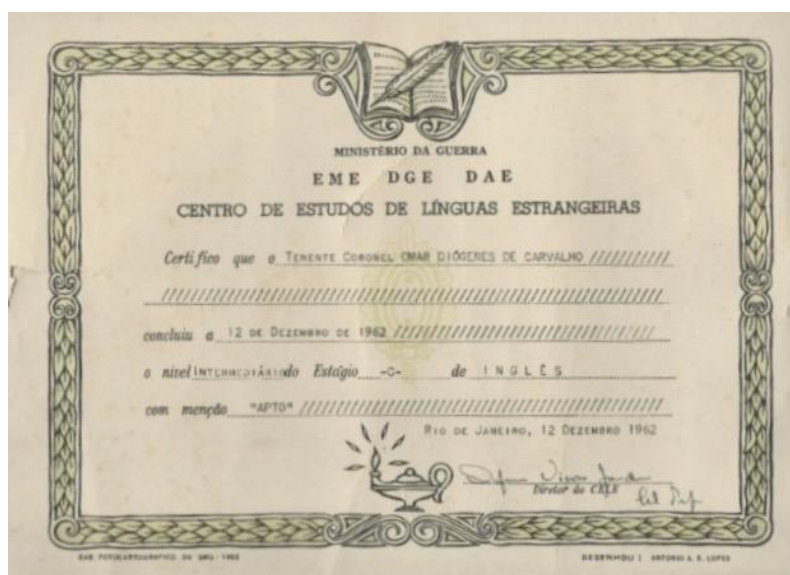 MINISTÉRIO DA GUERRA
EME DGE DAE
CENTRO DE ESTUDOS DE LÍNGUAS ESTRANGEIRAS
Certifico que o TENENTE CORONEL OMAR DIÓGENES DE CARVALHO ///////////
////////////////////////////////////////////////////////////////
concluiu a 12 DE DEZEMBRO DE 1962 /////////////////////////////////
o nível INTERMEDIÁRIO do Estágio -C- de INGLÊS
com menção "APTO" ///////////////////////////////////////////////
RIO DE JANEIRO, 12 DEZEMBRO 1962
Diretor do CELE
DESENHOU: ANTONIO A. B. LOPES